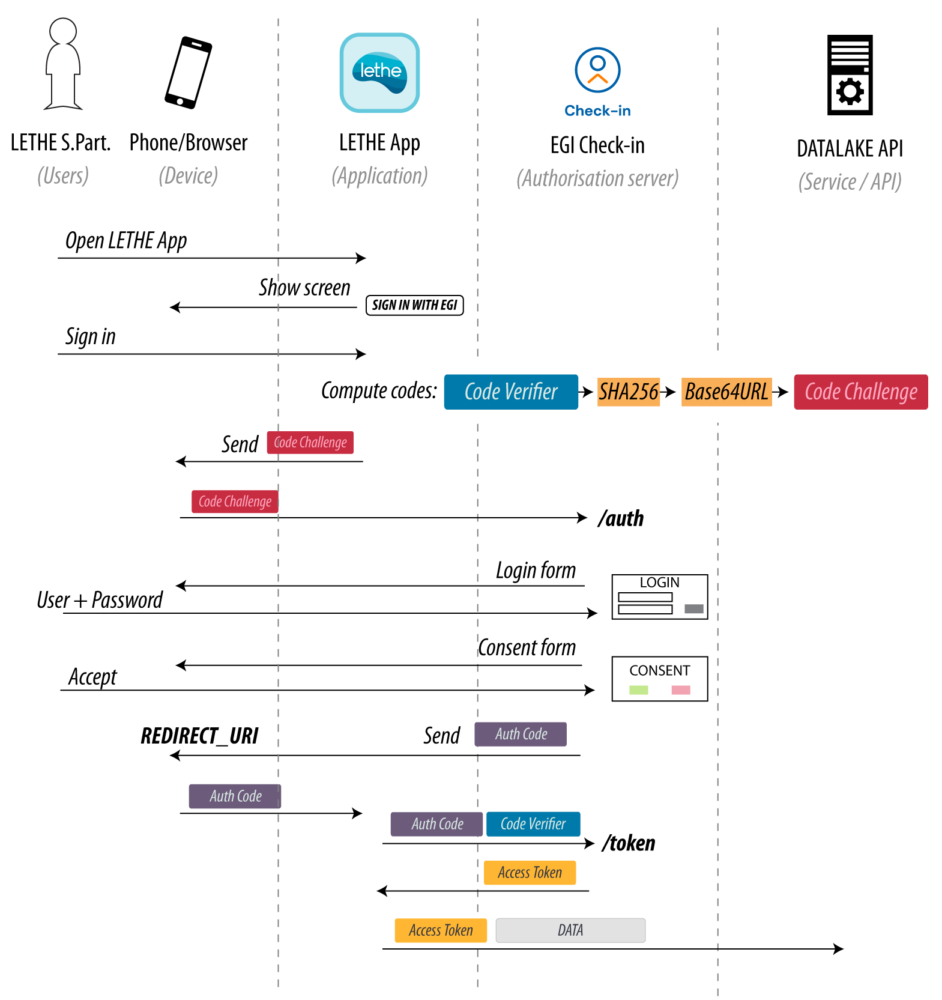 lethe
Check-in
LETHE S.Part.
(Users)
Phone/Browser
(Device)
LETHE App
(Application)
EGI Check-in
(Authorisation server)
DATALAKE API
(Service / API)
Open LETHE App
Show screen
SIGN IN WITH EGI
Sign in
Compute codes:
Code Verifier
SHA256
Base64URL
Code Challenge
Send
Code Challenge
Code Challenge
/auth
Login form
LOGIN
User + Password
Consent form
CONSENT
Accept
REDIRECT_URI
Send
Auth Code
Auth Code
Auth Code
Code Verifier
/token
Access Token
Access Token
DATA